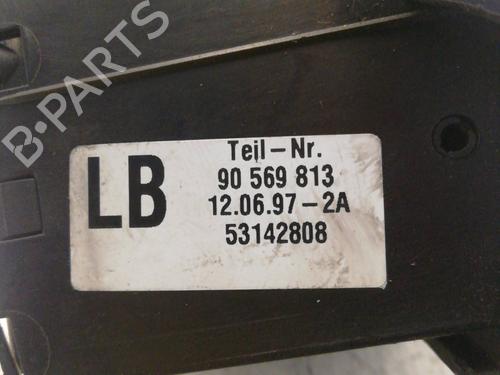 B-PARTS
LB
Teil-Nr.
90 569 813
12.06.97-2A
53142808